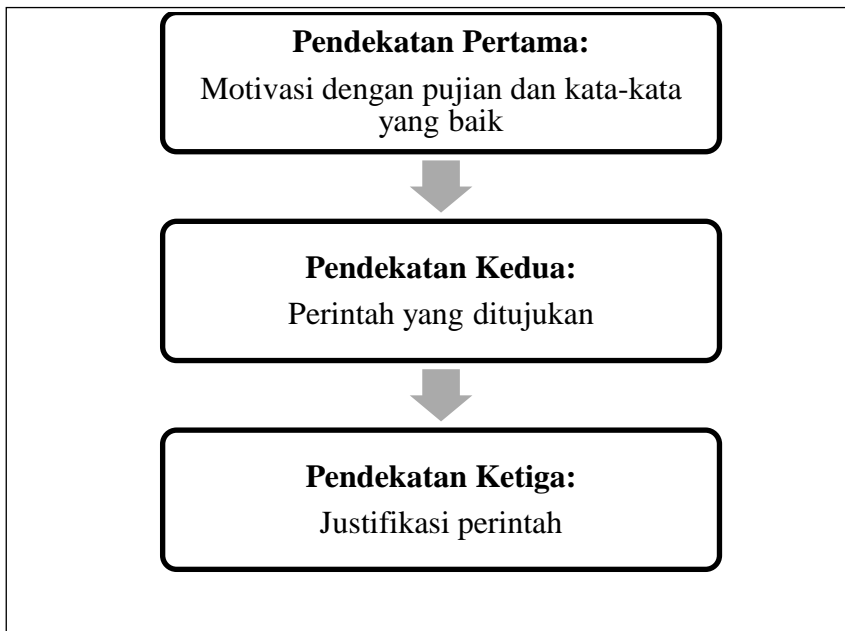 Pendekatan Pertama:
Motivasi dengan pujian dan kata-kata
yang baik
Pendekatan Kedua:
Perintah yang ditujukan
Pendekatan Ketiga:
Justifikasi perintah